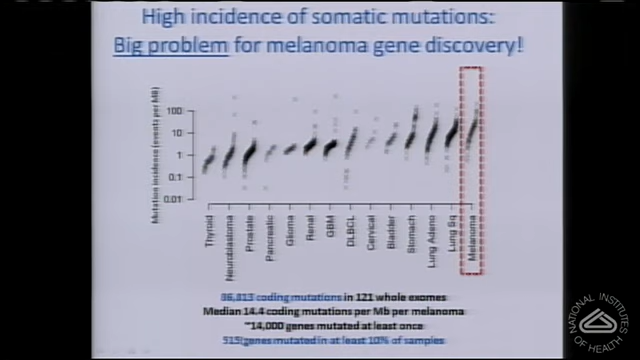 High incidence of somatic mutations:
Big problem for melanoma gene discovery!
Mutation incidence (events per MB)
100
10
1
0.1
0.01
Thyroid
Neuroblastoma
Prostate
Pancreatic
Glioma
Renal
GBM
DLBCL
Cervical
Bladder
Stomach
Lung Adeno
Lung Sq
Melanoma
coding mutations in 121 whole exomes
Median 14.4 coding mutations per Mb per melanoma
~14,000 genes mutated at least once
genes mutated in at least 10% of samples
NATIONAL INSTITUTES OF HEALTH